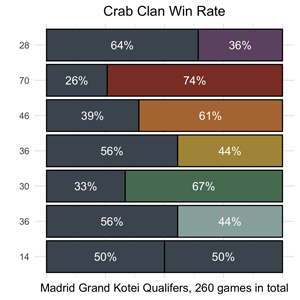 Crab Clan Win Rate
28 64% 36%
70 26% 74%
46 39% 61%
36 56% 44%
30 33% 67%
36 56% 44%
14 50% 50%
Madrid Grand Kotei Qualifers, 260 games in total